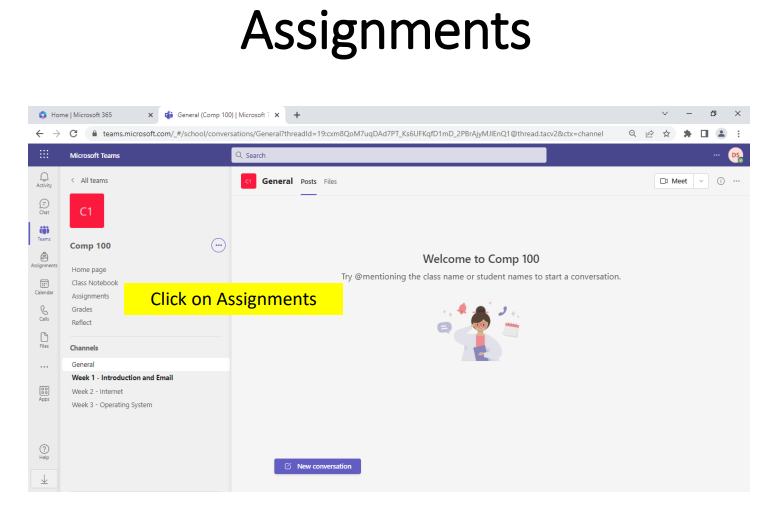 Assignments
Home | Microsoft 365
General (Comp 100) | Microsoft T
teams.microsoft.com/_#/school/conversations/General?threadId=19:cxm8QoM7uqDAd7PT_Ks6UFKqfD1mD_2PBrAjyMJlEnQ1@thread.tacv2&ctx=channel
Microsoft Teams
Search
DS
Activity
Chat
Teams
Assignments
Calendar
Calls
Files
Apps
Help
All teams
C1
Comp 100
Home page
Class Notebook
Assignments
Grades
Reflect
Click on Assignments
Channels
General
Week 1 - Introduction and Email
Week 2 - Internet
Week 3 - Operating System
C1 General Posts Files
Meet
Welcome to Comp 100
Try @mentioning the class name or student names to start a conversation.
New conversation